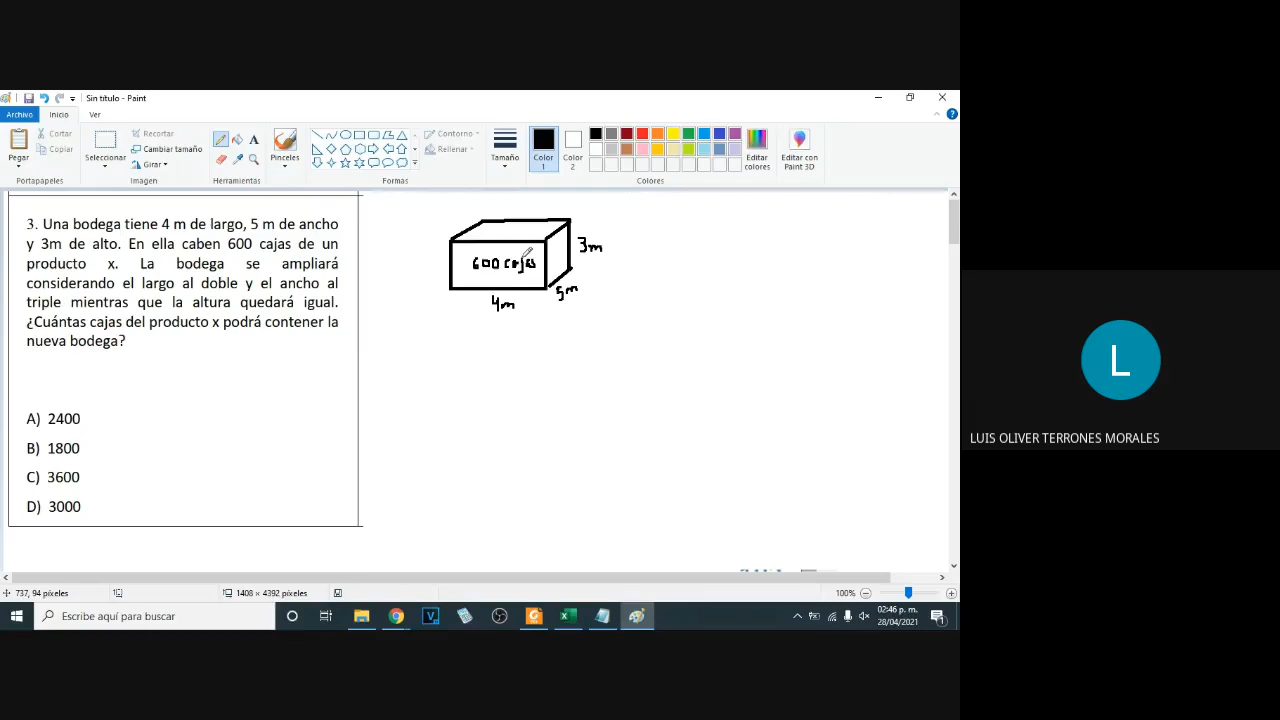 Sin título - Paint
Archivo Inicio Ver
Pegar
Cortar
Copiar
Portapapeles
Seleccionar
Recortar
Cambiar tamaño
Girar
Imagen
A
Herramientas
Pinceles
Contorno
Rellenar
Formas
Tamaño
Color 1
Color 2
Editar colores
Editar con Paint 3D
Colores
3. Una bodega tiene 4 m de largo, 5 m de ancho
y 3m de alto. En ella caben 600 cajas de un
producto x. La bodega se ampliará
considerando el largo al doble y el ancho al
triple mientras que la altura quedará igual.
¿Cuántas cajas del producto x podrá contener la
nueva bodega?
A) 2400
B) 1800
C) 3600
D) 3000
600 cajas
3m
5m
4m
L
LUIS OLIVER TERRONES MORALES
737, 94 píxeles
1408 × 4392 píxeles
100%
Escribe aquí para buscar
02:46 p. m.
28/04/2021